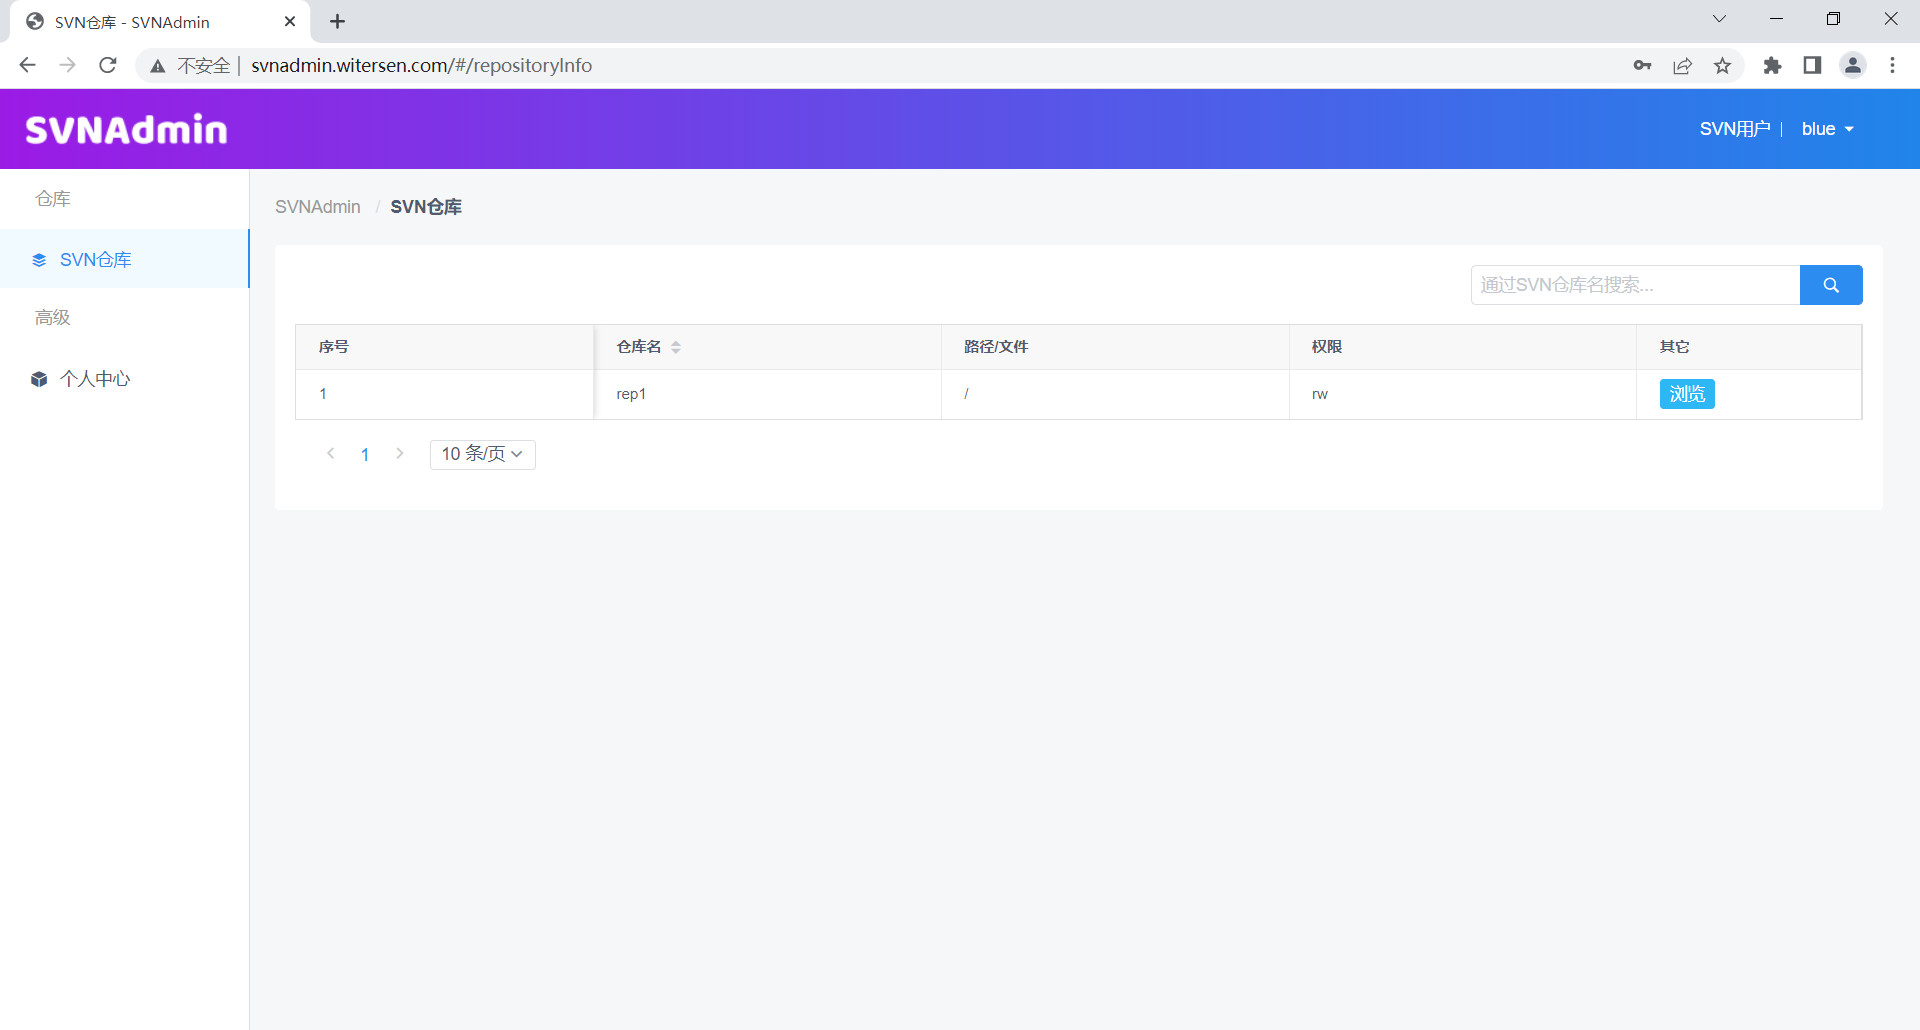 SVN仓库 - SVNAdmin
不安全 | svnadmin.witersen.com/#/repositoryInfo
SVNAdmin
SVN用户 | blue
仓库
SVN仓库
高级
个人中心
SVNAdmin / SVN仓库
通过SVN仓库名搜索...
序号 仓库名 路径/文件 权限 其它
1 rep1 / rw 浏览
1 10 条/页